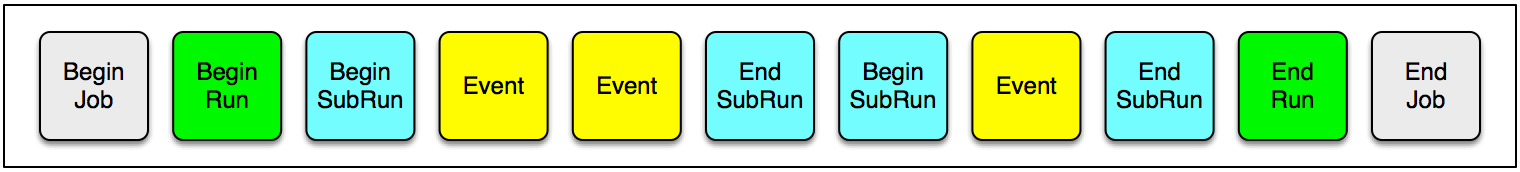 Begin
Job
Begin
Run
Begin
SubRun
Event
Event
End
SubRun
Begin
SubRun
Event
End
SubRun
End
Run
End
Job